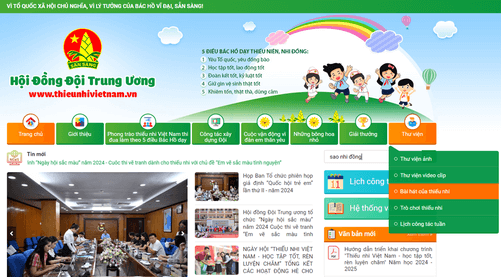 VÌ TỔ QUỐC XÃ HỘI CHỦ NGHĨA, VÌ LÝ TƯỞNG CỦA BÁC HỒ VĨ ĐẠI, SẴN SÀNG!
SẴN SÀNG
Hội Đồng Đội Trung Ương
www.thieunhivietnam.vn
5 ĐIỀU BÁC HỒ DẠY THIẾU NIÊN, NHI ĐỒNG:
1 Yêu Tổ quốc, yêu đồng bào
2 Học tập tốt, lao động tốt
3 Đoàn kết tốt, kỷ luật tốt
4 Giữ gìn vệ sinh thật tốt
5 Khiêm tốn, thật thà, dũng cảm
Trang chủ
Giới thiệu
Phong trào thiếu nhi Việt Nam thi
đua làm theo 5 điều Bác Hồ dạy
Công tác xây
dựng Đội
Cuộc vận động vì
đàn em thân yêu
Những bông hoa
nhỏ
Giải thưởng
Thư viện
Thư viện ảnh
Thư viện video clip
Bài hát của thiếu nhi
Trò chơi thiếu nhi
Lịch công tác tuần
Tin mới
ình "Ngày hội sắc màu" năm 2024 - Cuộc thi vẽ tranh dành cho thiếu nhi với chủ đề "Em vẽ sắc màu tình nguyện"
sao nhi đồng
Họp Ban Tổ chức phiên họp
giả định "Quốc hội trẻ em"
lần thứ II - năm 2024
Hội đồng Đội Trung ương tổ
chức "Ngày hội sắc màu"
năm 2024 Cuộc thi Em
vẽ sắc màu tình
nguyện
NGÀY HỘI "THIẾU NHI VIỆT
NAM - HỌC TẬP TỐT, RÈN
LUYỆN CHĂM" TỔNG KẾT
CÁC HOẠT ĐỘNG HÈ CHO
Lịch công
Hệ thống
Văn bản mới
Hướng dẫn triển khai chương trình
"Thiếu nhi Việt Nam - học tập tốt,
rèn luyện chăm" Năm học 2024 -
2025